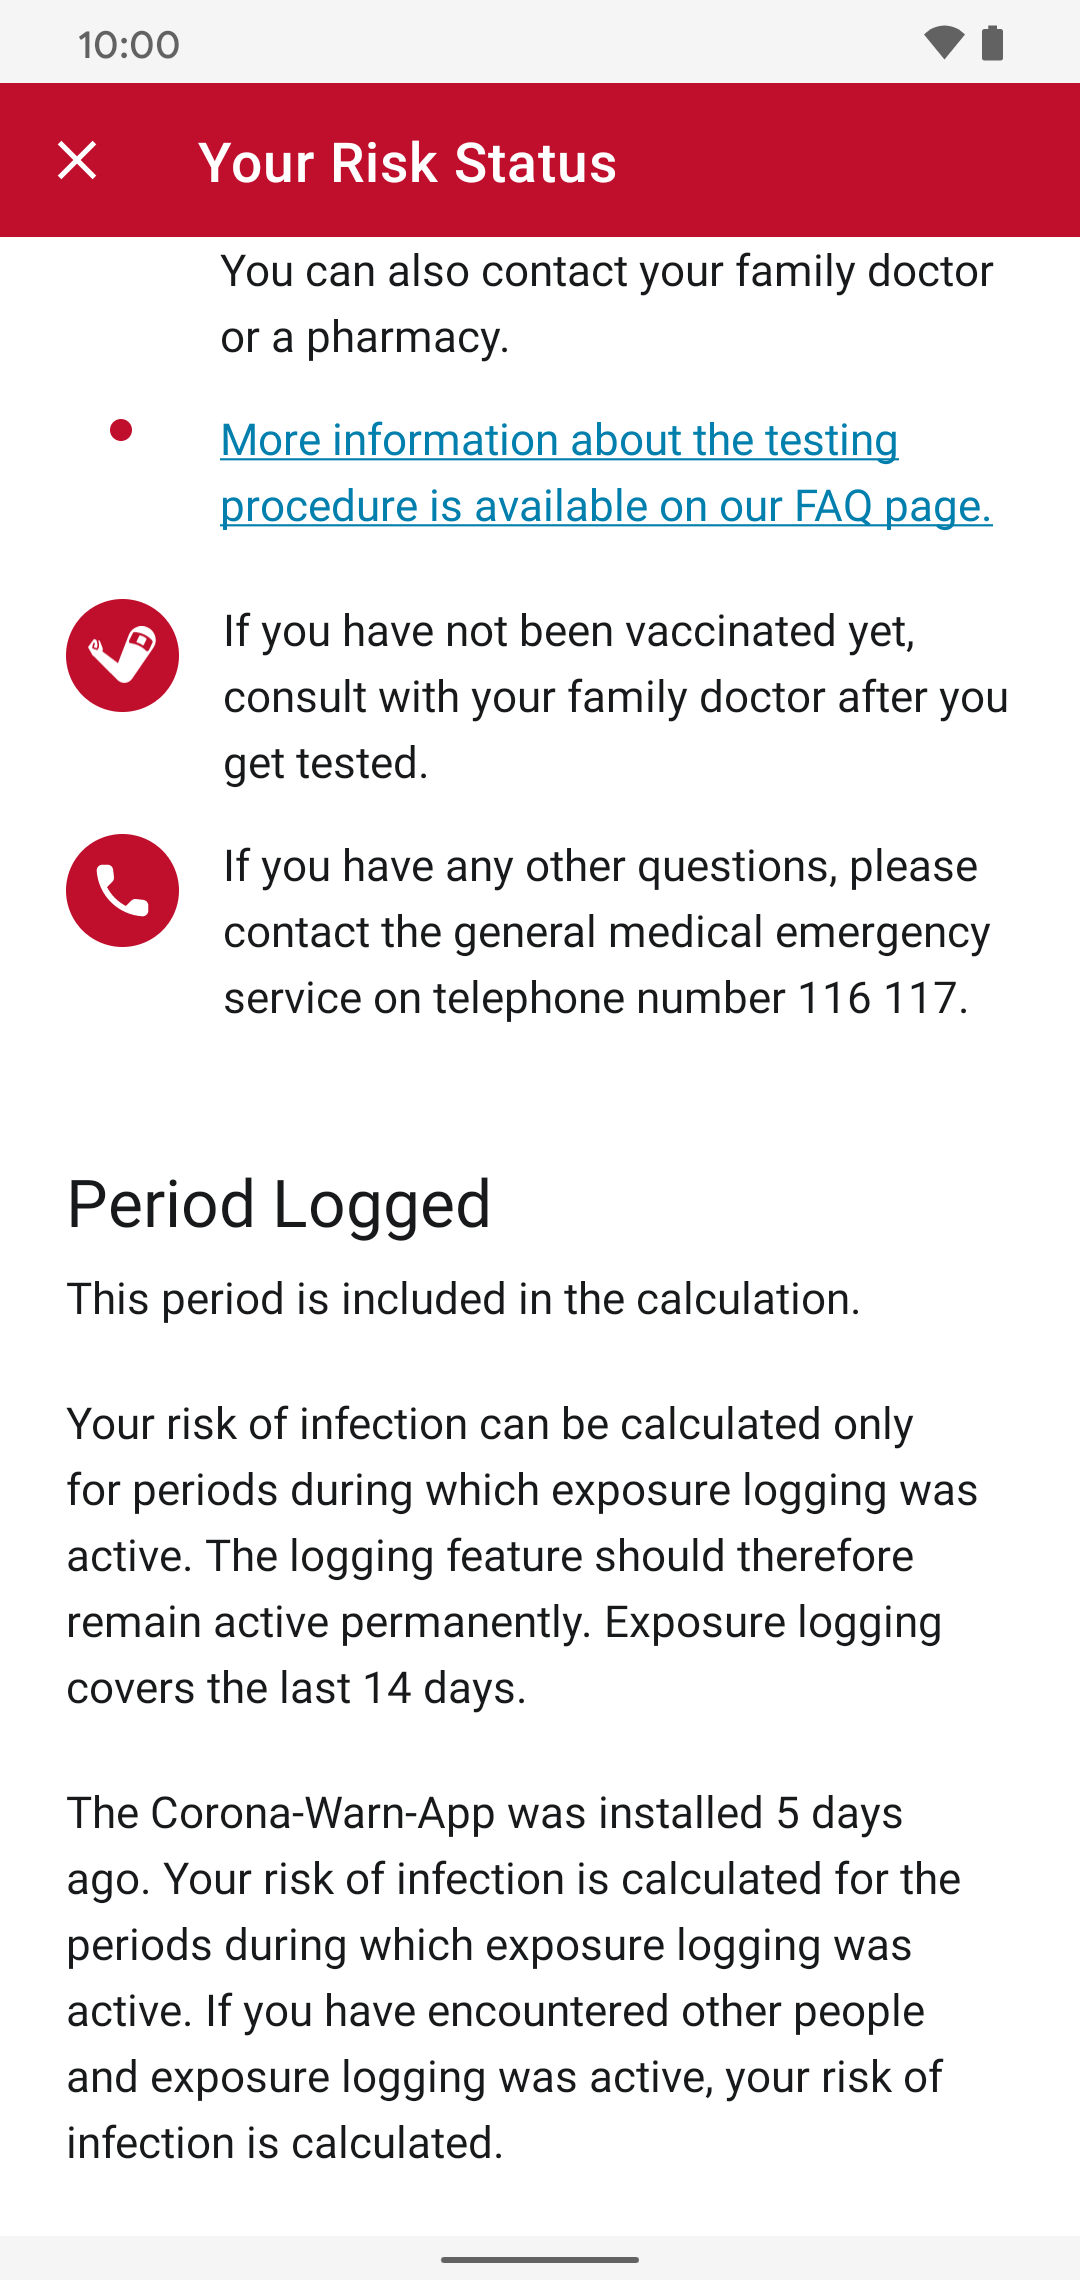 10:00
Your Risk Status
You can also contact your family doctor
or a pharmacy.
More information about the testing
procedure is available on our FAQ page.
If you have not been vaccinated yet,
consult with your family doctor after you
get tested.
If you have any other questions, please
contact the general medical emergency
service on telephone number 116 117.
Period Logged
This period is included in the calculation.
Your risk of infection can be calculated only
for periods during which exposure logging was
active. The logging feature should therefore
remain active permanently. Exposure logging
covers the last 14 days.
The Corona-Warn-App was installed 5 days
ago. Your risk of infection is calculated for the
periods during which exposure logging was
active. If you have encountered other people
and exposure logging was active, your risk of
infection is calculated.